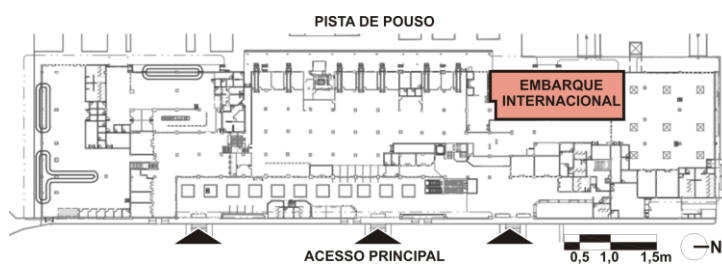 PISTA DE POUSO
EMBARQUE
INTERNACIONAL
ACESSO PRINCIPAL
0,5 1,0 1,5m
N